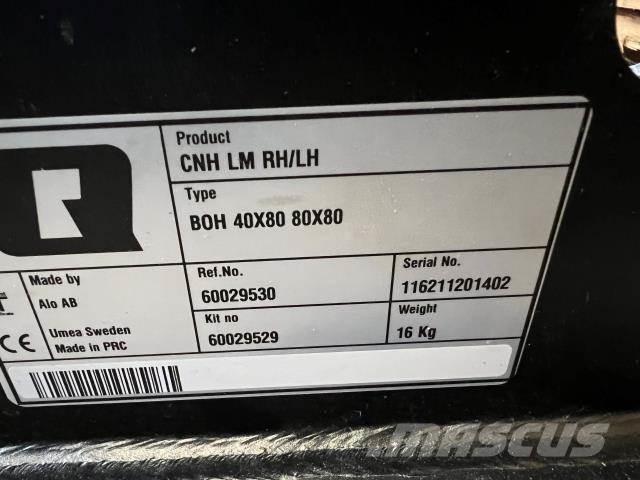 Product
CNH LM RH/LH
Type
BOH 40X80 80X80
Made by
Alo AB
Umea Sweden
Made in PRC
CE
Ref.No.
60029530
Serial No.
116211201402
Kit no
60029529
Weight
16 Kg
MASCUS